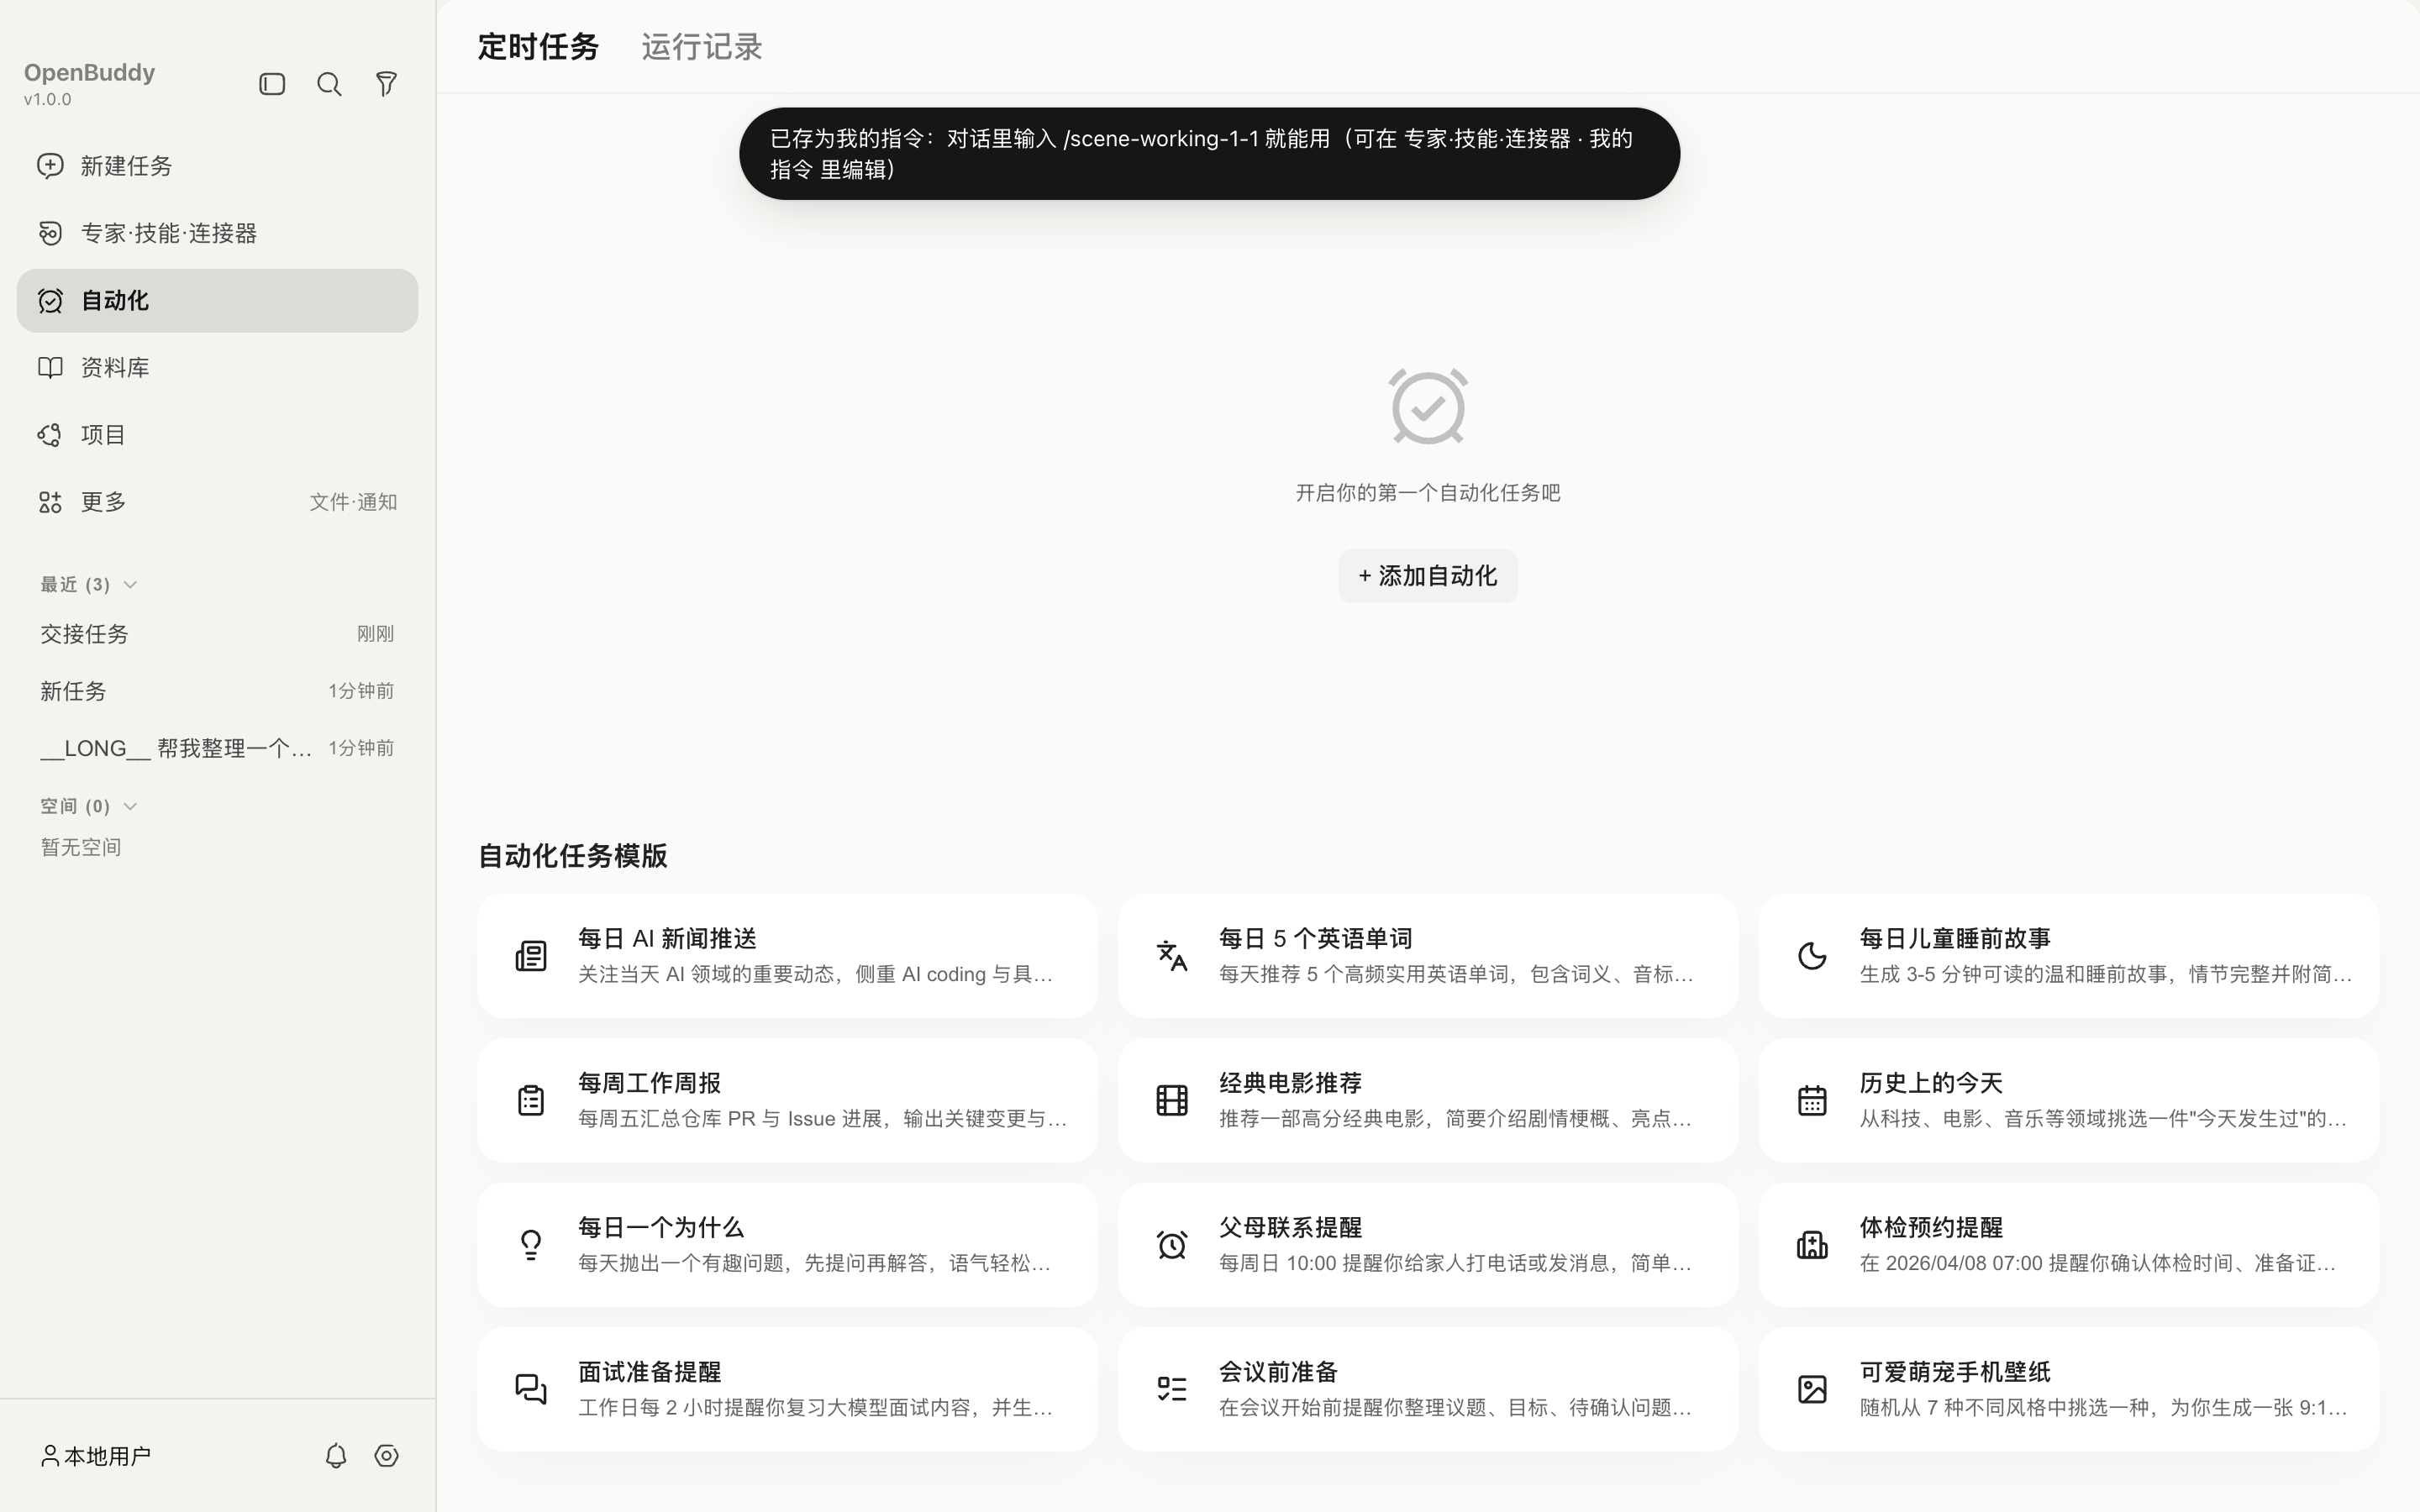 OpenBuddy
v1.0.0
新建任务
专家·技能·连接器
自动化
资料库
项目
更多 文件·通知
最近 (3)
交接任务 刚刚
新任务 1分钟前
__LONG__ 帮我整理一个… 1分钟前
空间 (0)
暂无空间
本地用户
定时任务 运行记录
已存为我的指令：对话里输入 /scene-working-1-1 就能用（可在 专家·技能·连接器 · 我的
指令 里编辑）
开启你的第一个自动化任务吧
+ 添加自动化
自动化任务模版
每日 AI 新闻推送
关注当天 AI 领域的重要动态，侧重 AI coding 与具…
每日 5 个英语单词
每天推荐 5 个高频实用英语单词，包含词义、音标…
每日儿童睡前故事
生成 3-5 分钟可读的温和睡前故事，情节完整并附简…
每周工作周报
每周五汇总仓库 PR 与 Issue 进展，输出关键变更与…
经典电影推荐
推荐一部高分经典电影，简要介绍剧情梗概、亮点…
历史上的今天
从科技、电影、音乐等领域挑选一件"今天发生过"的…
每日一个为什么
每天抛出一个有趣问题，先提问再解答，语气轻松…
父母联系提醒
每周日 10:00 提醒你给家人打电话或发消息，简单…
体检预约提醒
在 2026/04/08 07:00 提醒你确认体检时间、准备证…
面试准备提醒
工作日每 2 小时提醒你复习大模型面试内容，并生…
会议前准备
在会议开始前提醒你整理议题、目标、待确认问题…
可爱萌宠手机壁纸
随机从 7 种不同风格中挑选一种，为你生成一张 9:1…